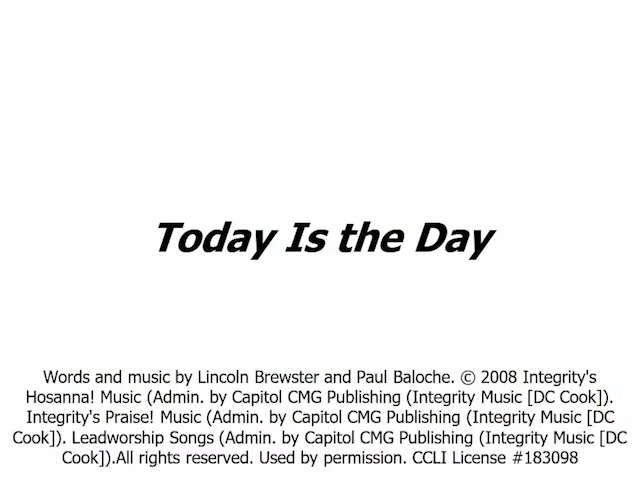 Today Is the Day
Words and music by Lincoln Brewster and Paul Baloche. © 2008 Integrity's
Hosanna! Music (Admin. by Capitol CMG Publishing (Integrity Music [DC Cook]).
Integrity's Praise! Music (Admin. by Capitol CMG Publishing (Integrity Music [DC
Cook]). Leadworship Songs (Admin. by Capitol CMG Publishing (Integrity Music [DC
Cook]).All rights reserved. Used by permission. CCLI License #183098